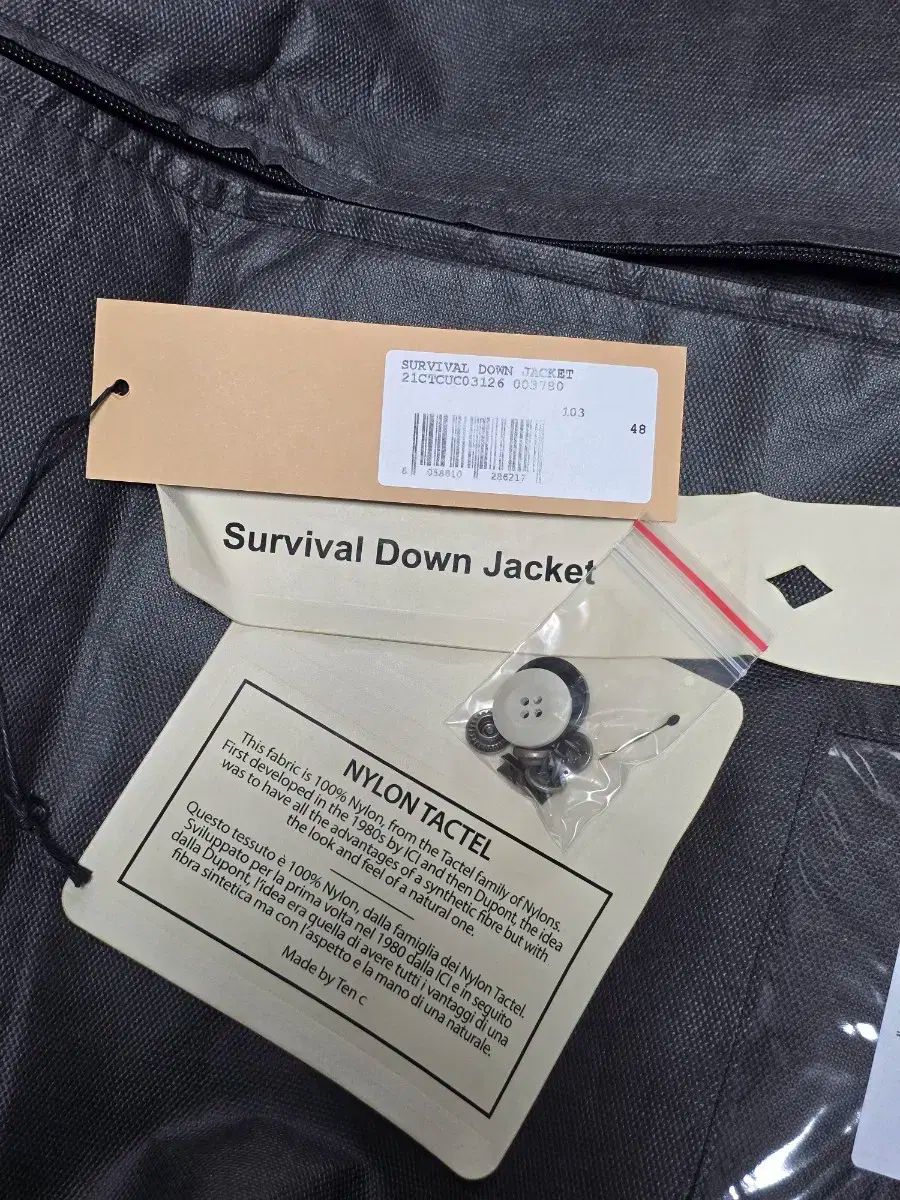 SURVIVAL DOWN JACKET
21CTCUC03126 003780
103
48
8 058610 286217
Survival Down Jacket
NYLON TACTEL
This fabric is 100% Nylon, from the Tactel family of Nylons.
First developed in the 1980s by ICI and then Dupont, the idea
was to have all the advantages of a synthetic fibre but with
the look and feel of a natural one.
Questo tessuto è 100% Nylon, dalla famiglia dei Nylon Tactel.
Sviluppato per la prima volta nel 1980 dalla ICI e in seguito
dalla Dupont, l'idea era quella di avere tutti i vantaggi di una
fibra sintetica ma con l'aspetto e la mano di una naturale.
Made by Ten c